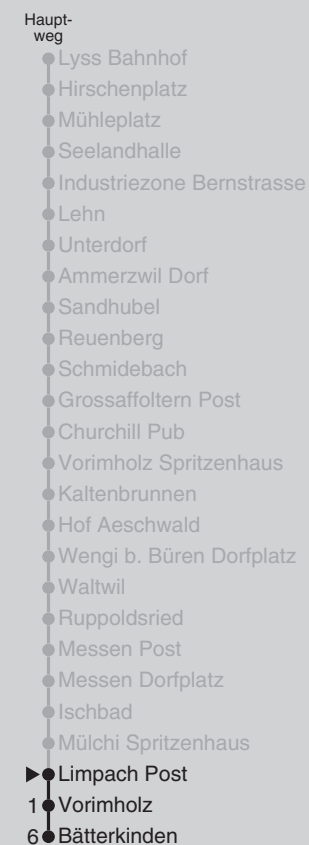 Haupt-
weg
Lyss Bahnhof
Hirschenplatz
Mühleplatz
Seelandhalle
Industriezone Bernstrasse
Lehn
Unterdorf
Ammerzwil Dorf
Sandhubel
Reuenberg
Schmidebach
Grossaffoltern Post
Churchill Pub
Vorimholz Spritzenhaus
Kaltenbrunnen
Hof Aeschwald
Wengi b. Büren Dorfplatz
Waltwil
Ruppoldsried
Messen Post
Messen Dorfplatz
Ischbad
Mülchi Spritzenhaus
Limpach Post
1 Vorimholz
6 Bätterkinden